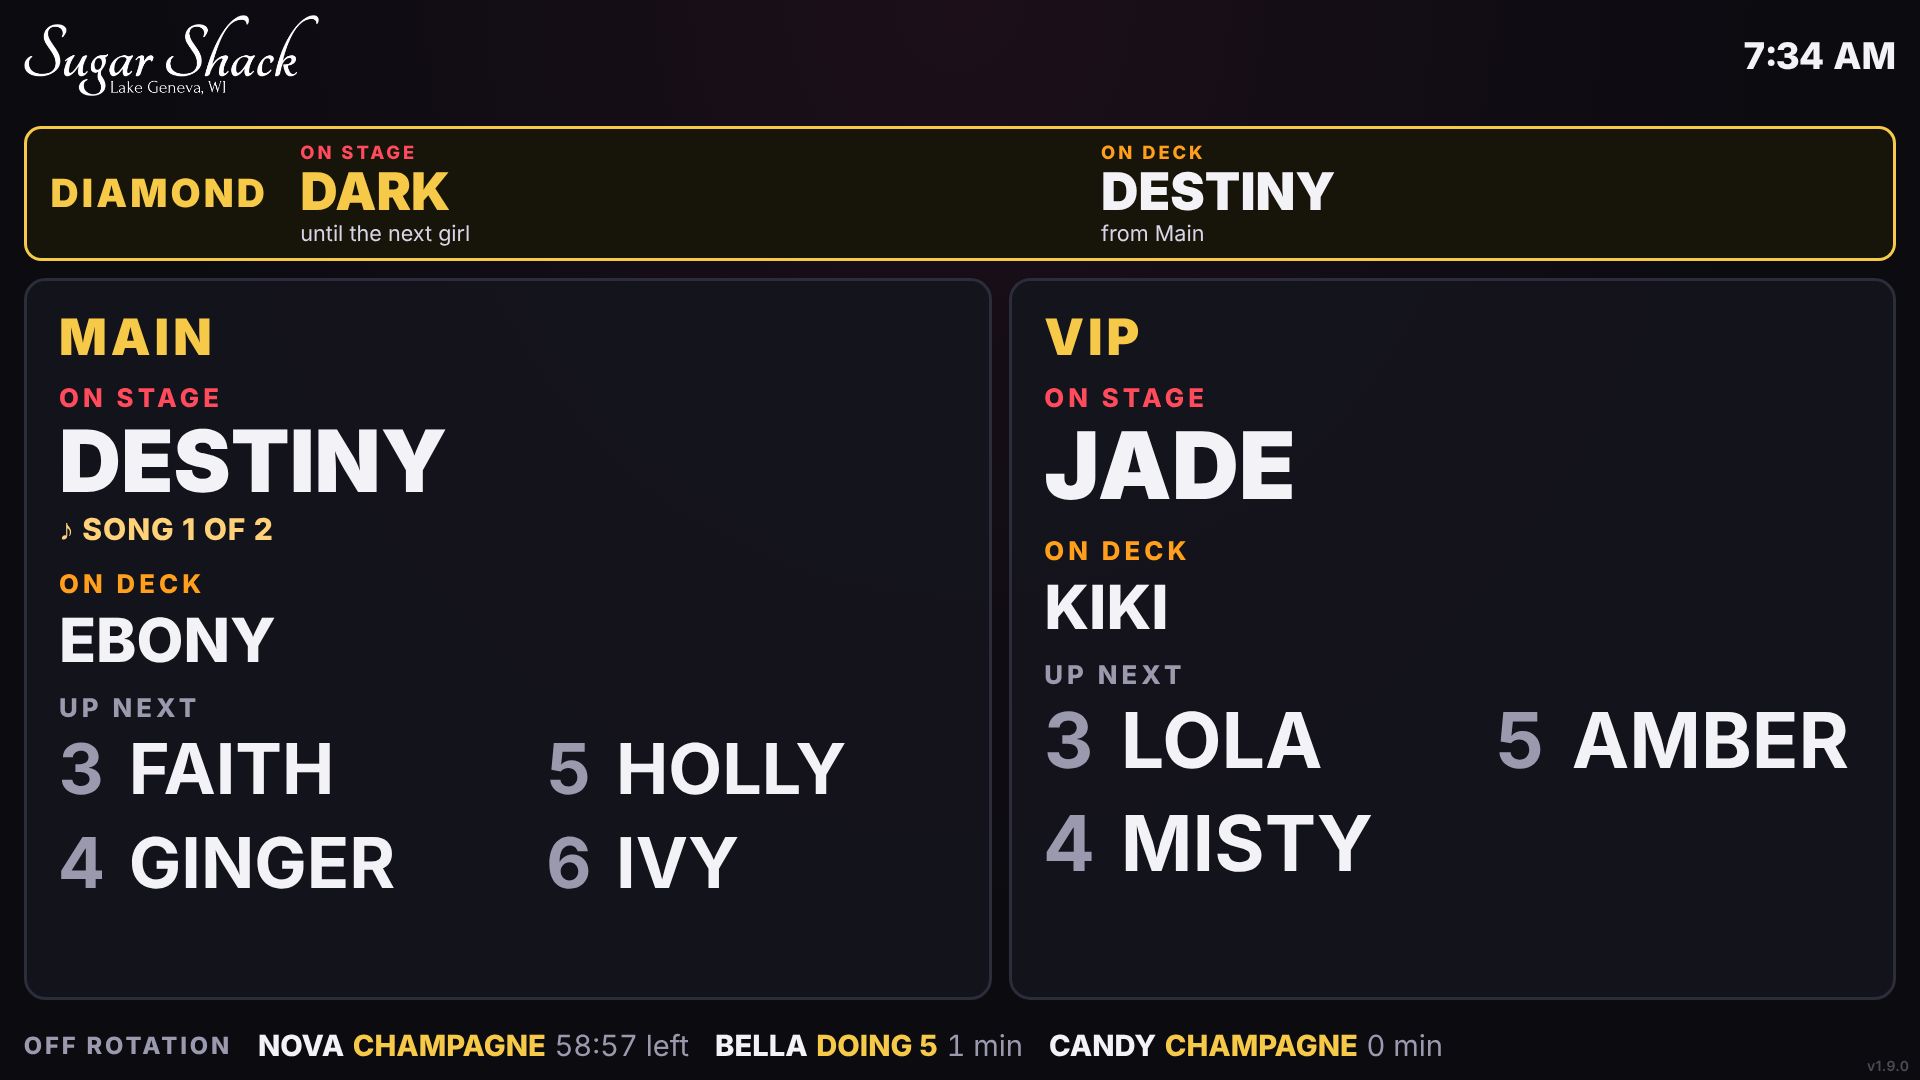 Sugar Shack
Lake Geneva, WI
7:34 AM
DIAMOND
ON STAGE
DARK
until the next girl
ON DECK
DESTINY
from Main
MAIN
ON STAGE
DESTINY
♪ SONG 1 OF 2
ON DECK
EBONY
UP NEXT
3 FAITH
4 GINGER
5 HOLLY
6 IVY
VIP
ON STAGE
JADE
ON DECK
KIKI
UP NEXT
3 LOLA
4 MISTY
5 AMBER
OFF ROTATION NOVA CHAMPAGNE 58:57 left BELLA DOING 5 1 min CANDY CHAMPAGNE 0 min
v1.9.0